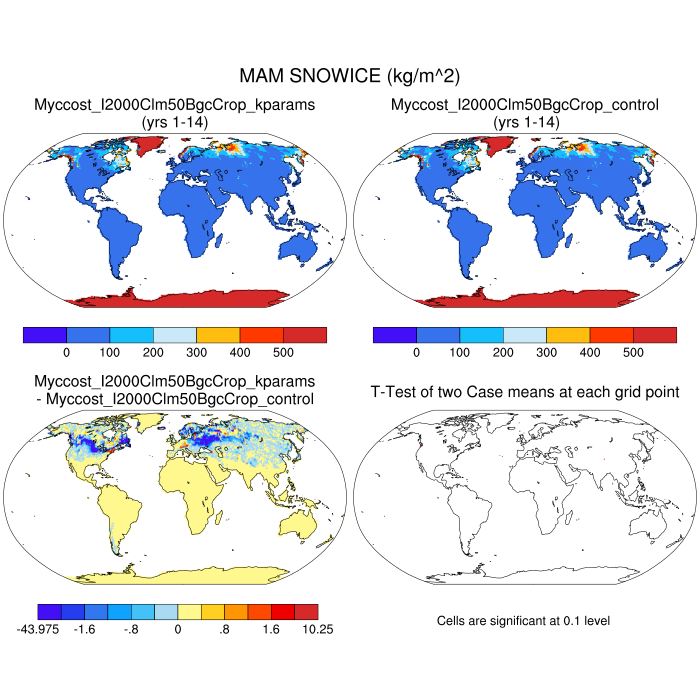 MAM SNOWICE (kg/m^2)
Myccost_I2000Clm50BgcCrop_kparams
(yrs 1-14)
Myccost_I2000Clm50BgcCrop_control
(yrs 1-14)
0 100 200 300 400 500
0 100 200 300 400 500
Myccost_I2000Clm50BgcCrop_kparams
- Myccost_I2000Clm50BgcCrop_control
T-Test of two Case means at each grid point
-43.975 -1.6 -.8 0 .8 1.6 10.25
Cells are significant at 0.1 level